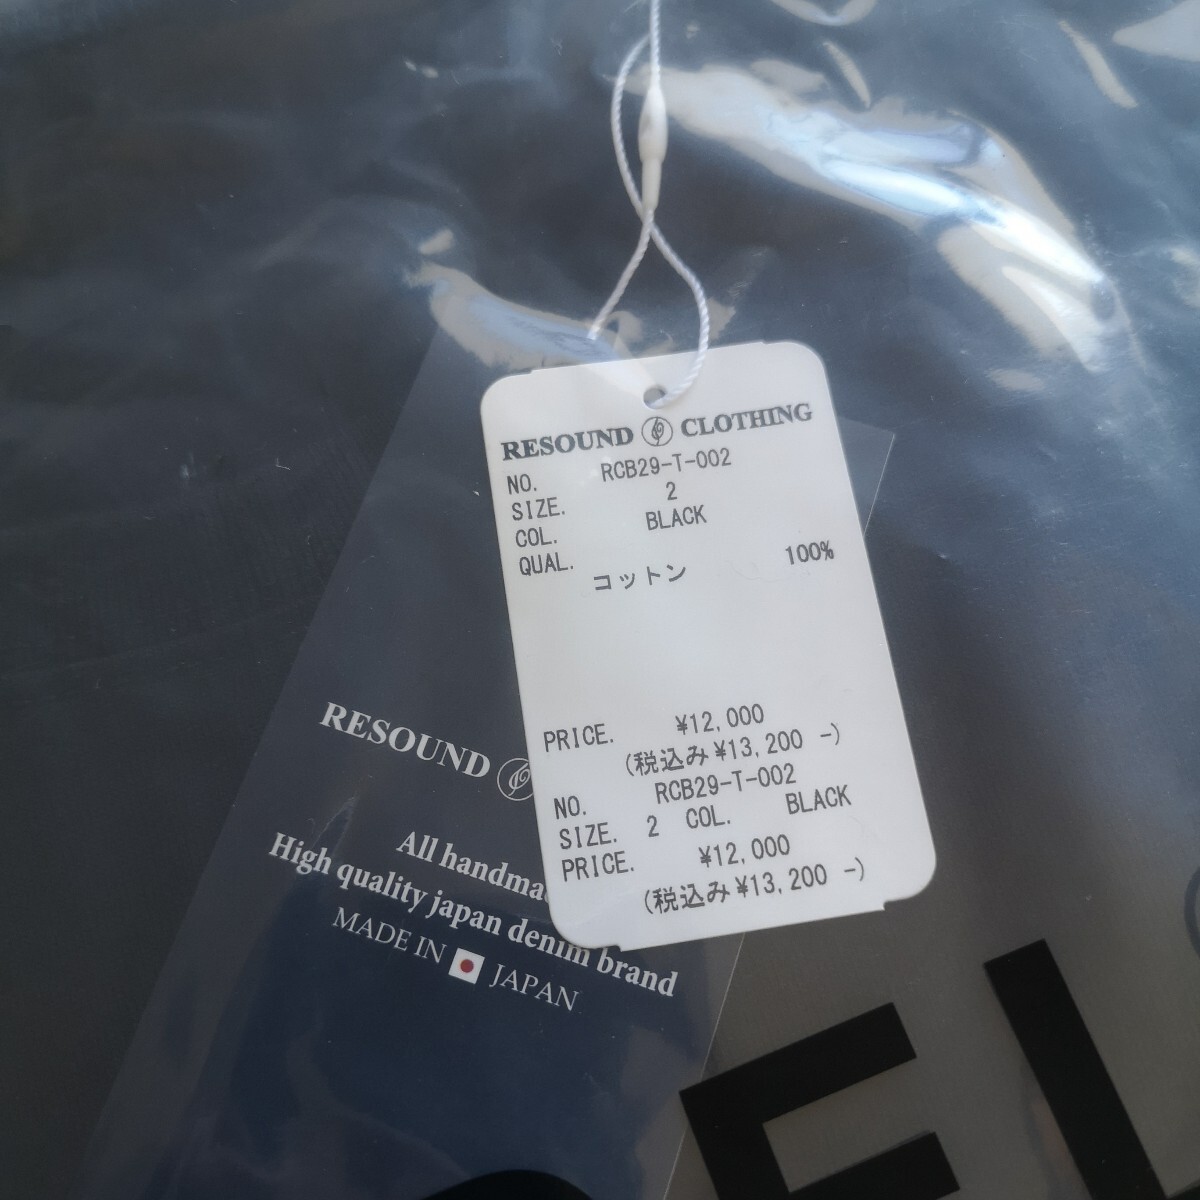 RESOUND CLOTHING
NO. RCB29-T-002
SIZE. 2
COL. BLACK
QUAL.
コットン 100%
PRICE. ¥12,000
(税込み¥13,200 -)
NO. RCB29-T-002
SIZE. 2 COL. BLACK
PRICE. ¥12,000
(税込み¥13,200 -)
RESOUND
All
High quality japan denim brand
MADE IN JAPAN